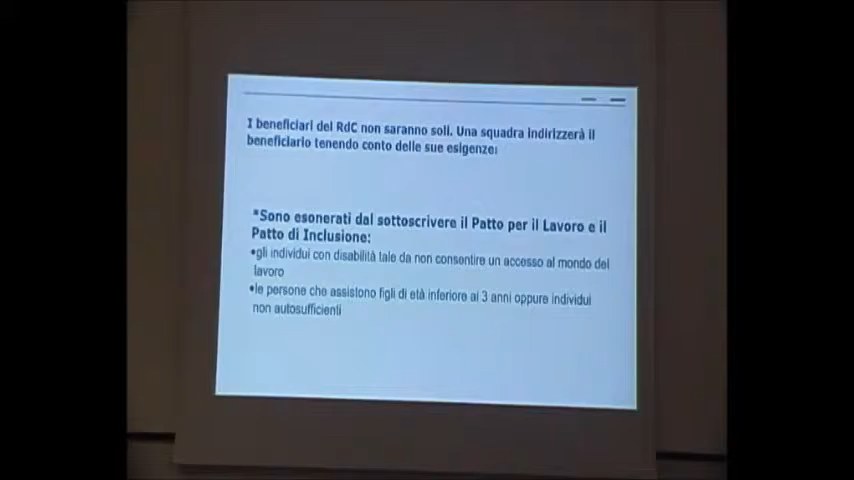 I beneficiari del RdC non saranno soli. Una squadra indirizzerà il
beneficiario tenendo conto delle sue esigenze:
*Sono esonerati dal sottoscrivere il Patto per il Lavoro e il
Patto di Inclusione:
•gli individui con disabilità tale da non consentire un accesso al mondo del
lavoro
•le persone che assistono figli di età inferiore ai 3 anni oppure individui
non autosufficienti